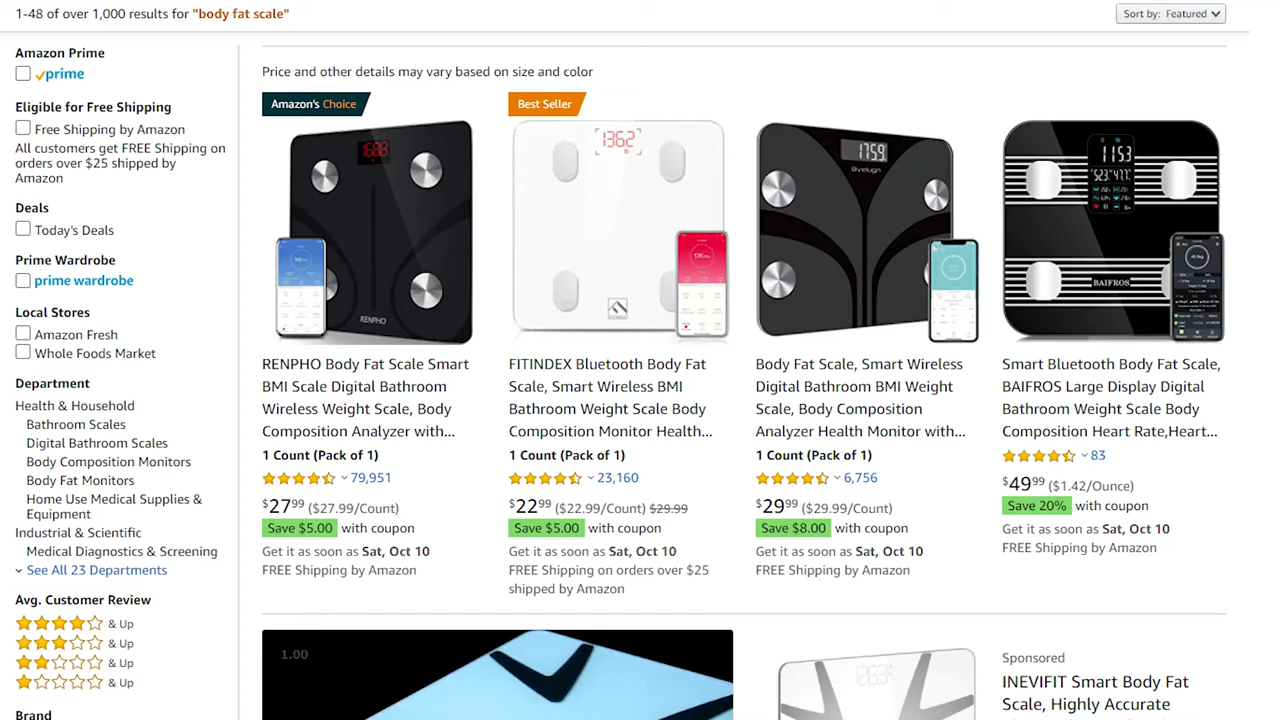 1-48 of over 1,000 results for "body fat scale"
Sort by: Featured
Amazon Prime
prime
Eligible for Free Shipping
Free Shipping by Amazon
All customers get FREE Shipping on
orders over $25 shipped by
Amazon
Deals
Today's Deals
Prime Wardrobe
prime wardrobe
Local Stores
Amazon Fresh
Whole Foods Market
Department
Health & Household
Bathroom Scales
Digital Bathroom Scales
Body Composition Monitors
Body Fat Monitors
Home Use Medical Supplies &
Equipment
Industrial & Scientific
Medical Diagnostics & Screening
See All 23 Departments
Avg. Customer Review
& Up
& Up
& Up
& Up
Brand
Price and other details may vary based on size and color
Amazon's Choice
RENPHO
RENPHO Body Fat Scale Smart
BMI Scale Digital Bathroom
Wireless Weight Scale, Body
Composition Analyzer with...
1 Count (Pack of 1)
79,951
$27.99 ($27.99/Count)
Save $5.00 with coupon
Get it as soon as Sat, Oct 10
FREE Shipping by Amazon
Best Seller
1362
FITINDEX Bluetooth Body Fat
Scale, Smart Wireless BMI
Bathroom Weight Scale Body
Composition Monitor Health...
1 Count (Pack of 1)
23,160
$22.99 ($22.99/Count) $29.99
Save $5.00 with coupon
Get it as soon as Sat, Oct 10
FREE Shipping on orders over $25
shipped by Amazon
1759
Bveiugn
Body Fat Scale, Smart Wireless
Digital Bathroom BMI Weight
Scale, Body Composition
Analyzer Health Monitor with...
1 Count (Pack of 1)
6,756
$29.99 ($29.99/Count)
Save $8.00 with coupon
Get it as soon as Sat, Oct 10
FREE Shipping by Amazon
1153
BAIFROS
Smart Bluetooth Body Fat Scale,
BAIFROS Large Display Digital
Bathroom Weight Scale Body
Composition Heart Rate,Heart...
83
$49.99 ($1.42/Ounce)
Save 20% with coupon
Get it as soon as Sat, Oct 10
FREE Shipping by Amazon
1.00
Sponsored
INEVIFIT Smart Body Fat
Scale, Highly Accurate